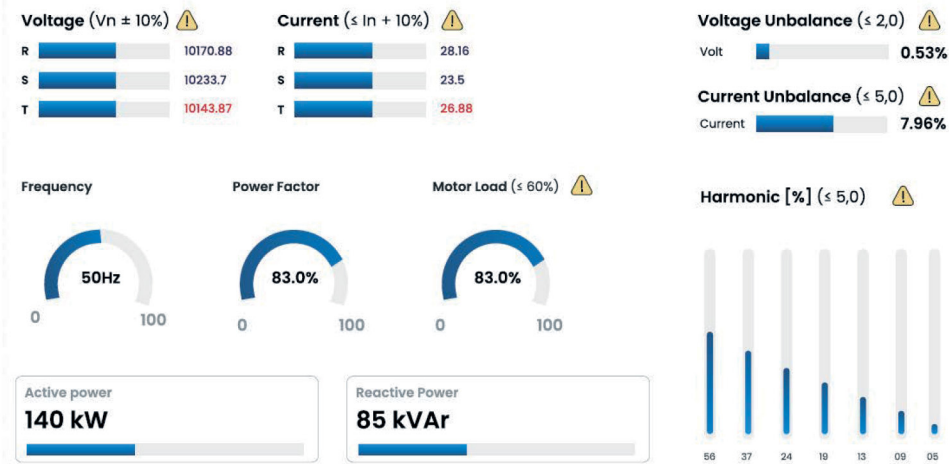 Voltage (Vn ± 10%)
R 10170.88
S 10233.7
T 10143.87
Current (≤ In + 10%)
R 28.16
S 23.5
T 26.88
Voltage Unbalance (≤ 2,0)
Volt 0.53%
Current Unbalance (≤ 5,0)
Current 7.96%
Frequency
50Hz
0 100
Power Factor
83.0%
0 100
Motor Load (≤ 60%)
83.0%
0 100
Harmonic [%] (≤ 5,0)
56 37 24 19 13 09 05
Active power
140 kW
Reactive Power
85 kVAr